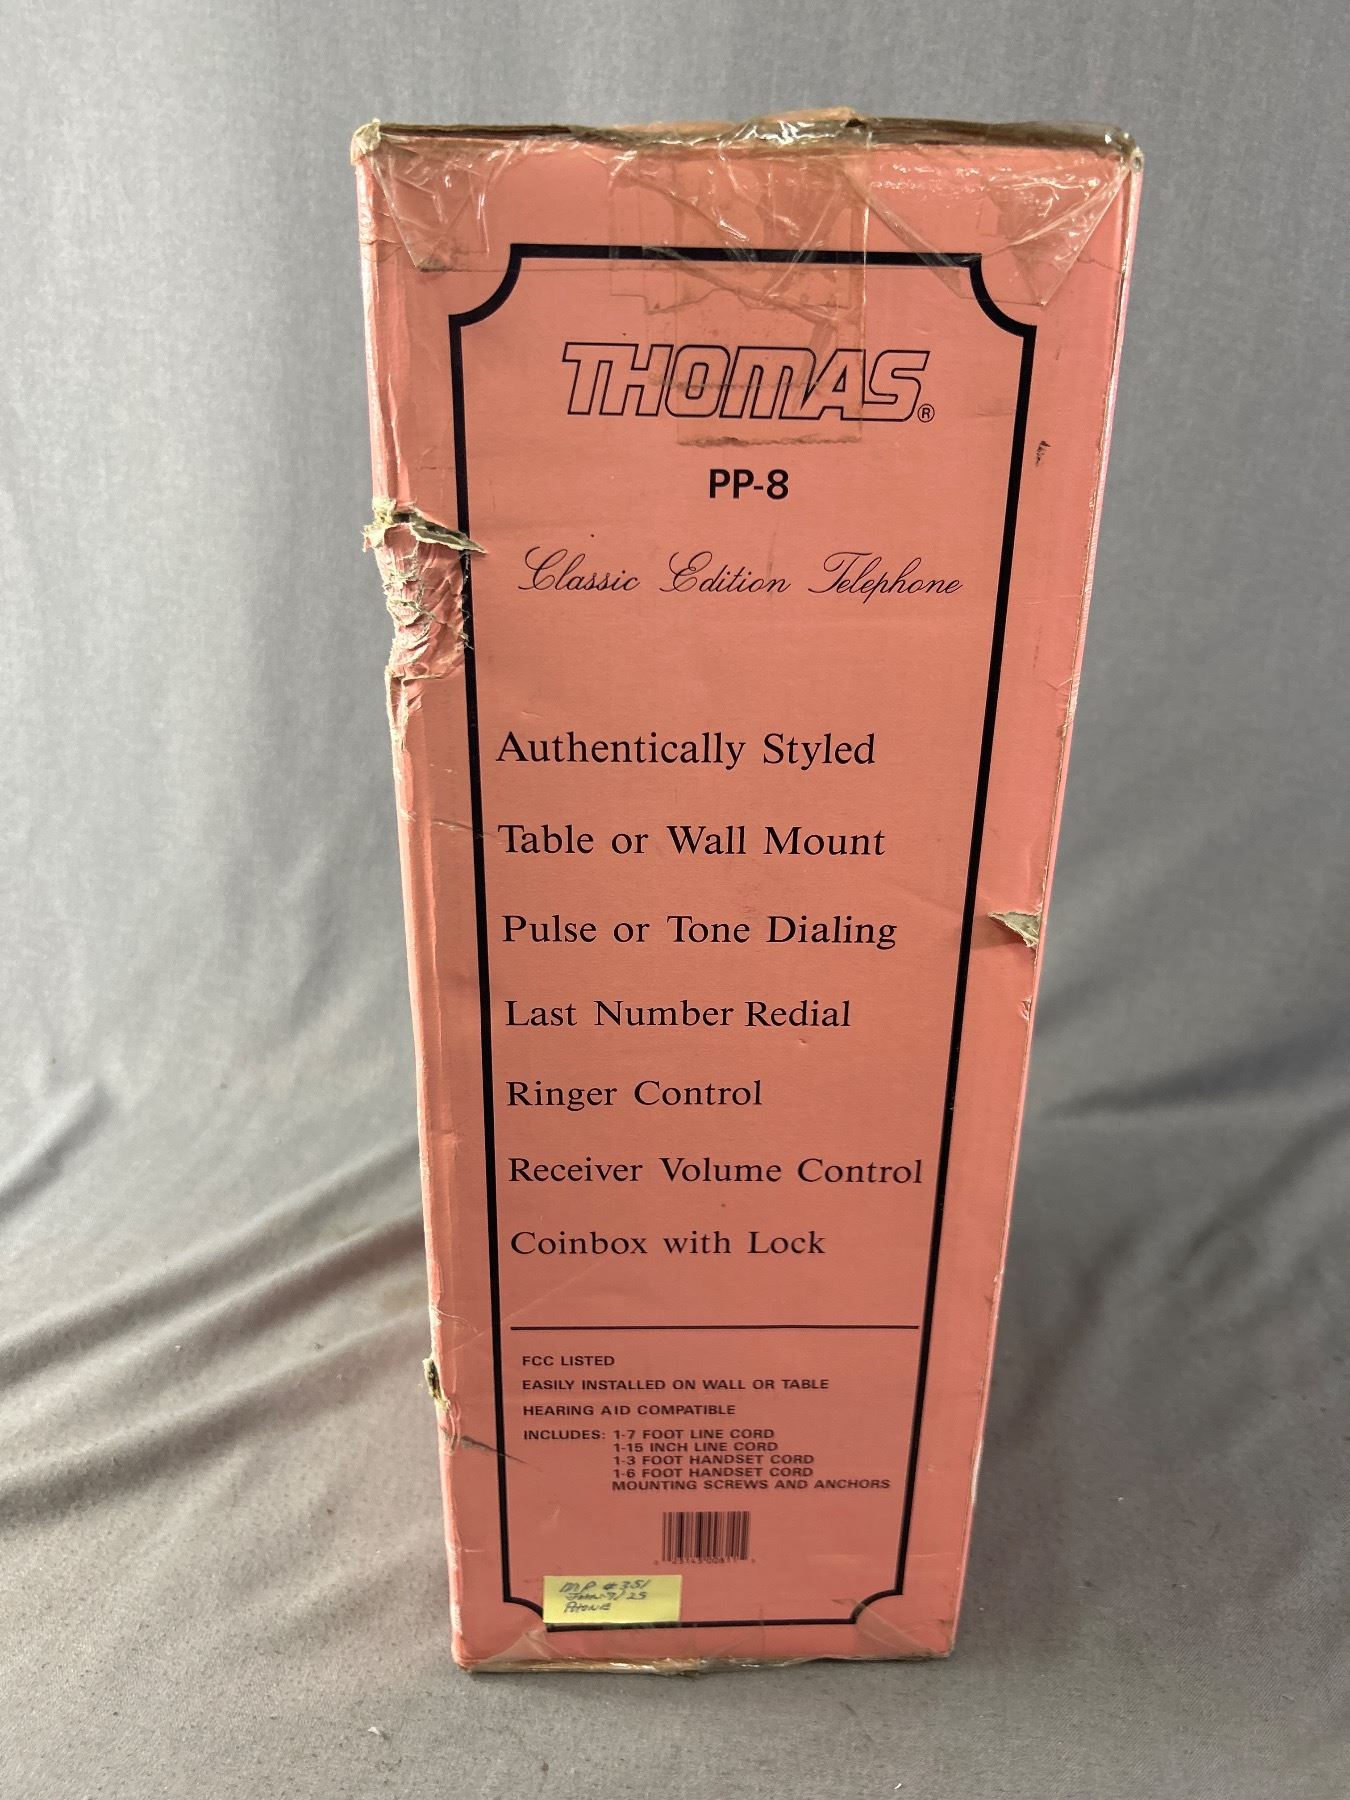 THOMAS®
PP-8
Classic Edition Telephone
Authentically Styled
Table or Wall Mount
Pulse or Tone Dialing
Last Number Redial
Ringer Control
Receiver Volume Control
Coinbox with Lock
FCC LISTED
EASILY INSTALLED ON WALL OR TABLE
HEARING AID COMPATIBLE
INCLUDES: 1-7 FOOT LINE CORD
1-15 INCH LINE CORD
1-3 FOOT HANDSET CORD
1-6 FOOT HANDSET CORD
MOUNTING SCREWS AND ANCHORS
MP #351
PHONE